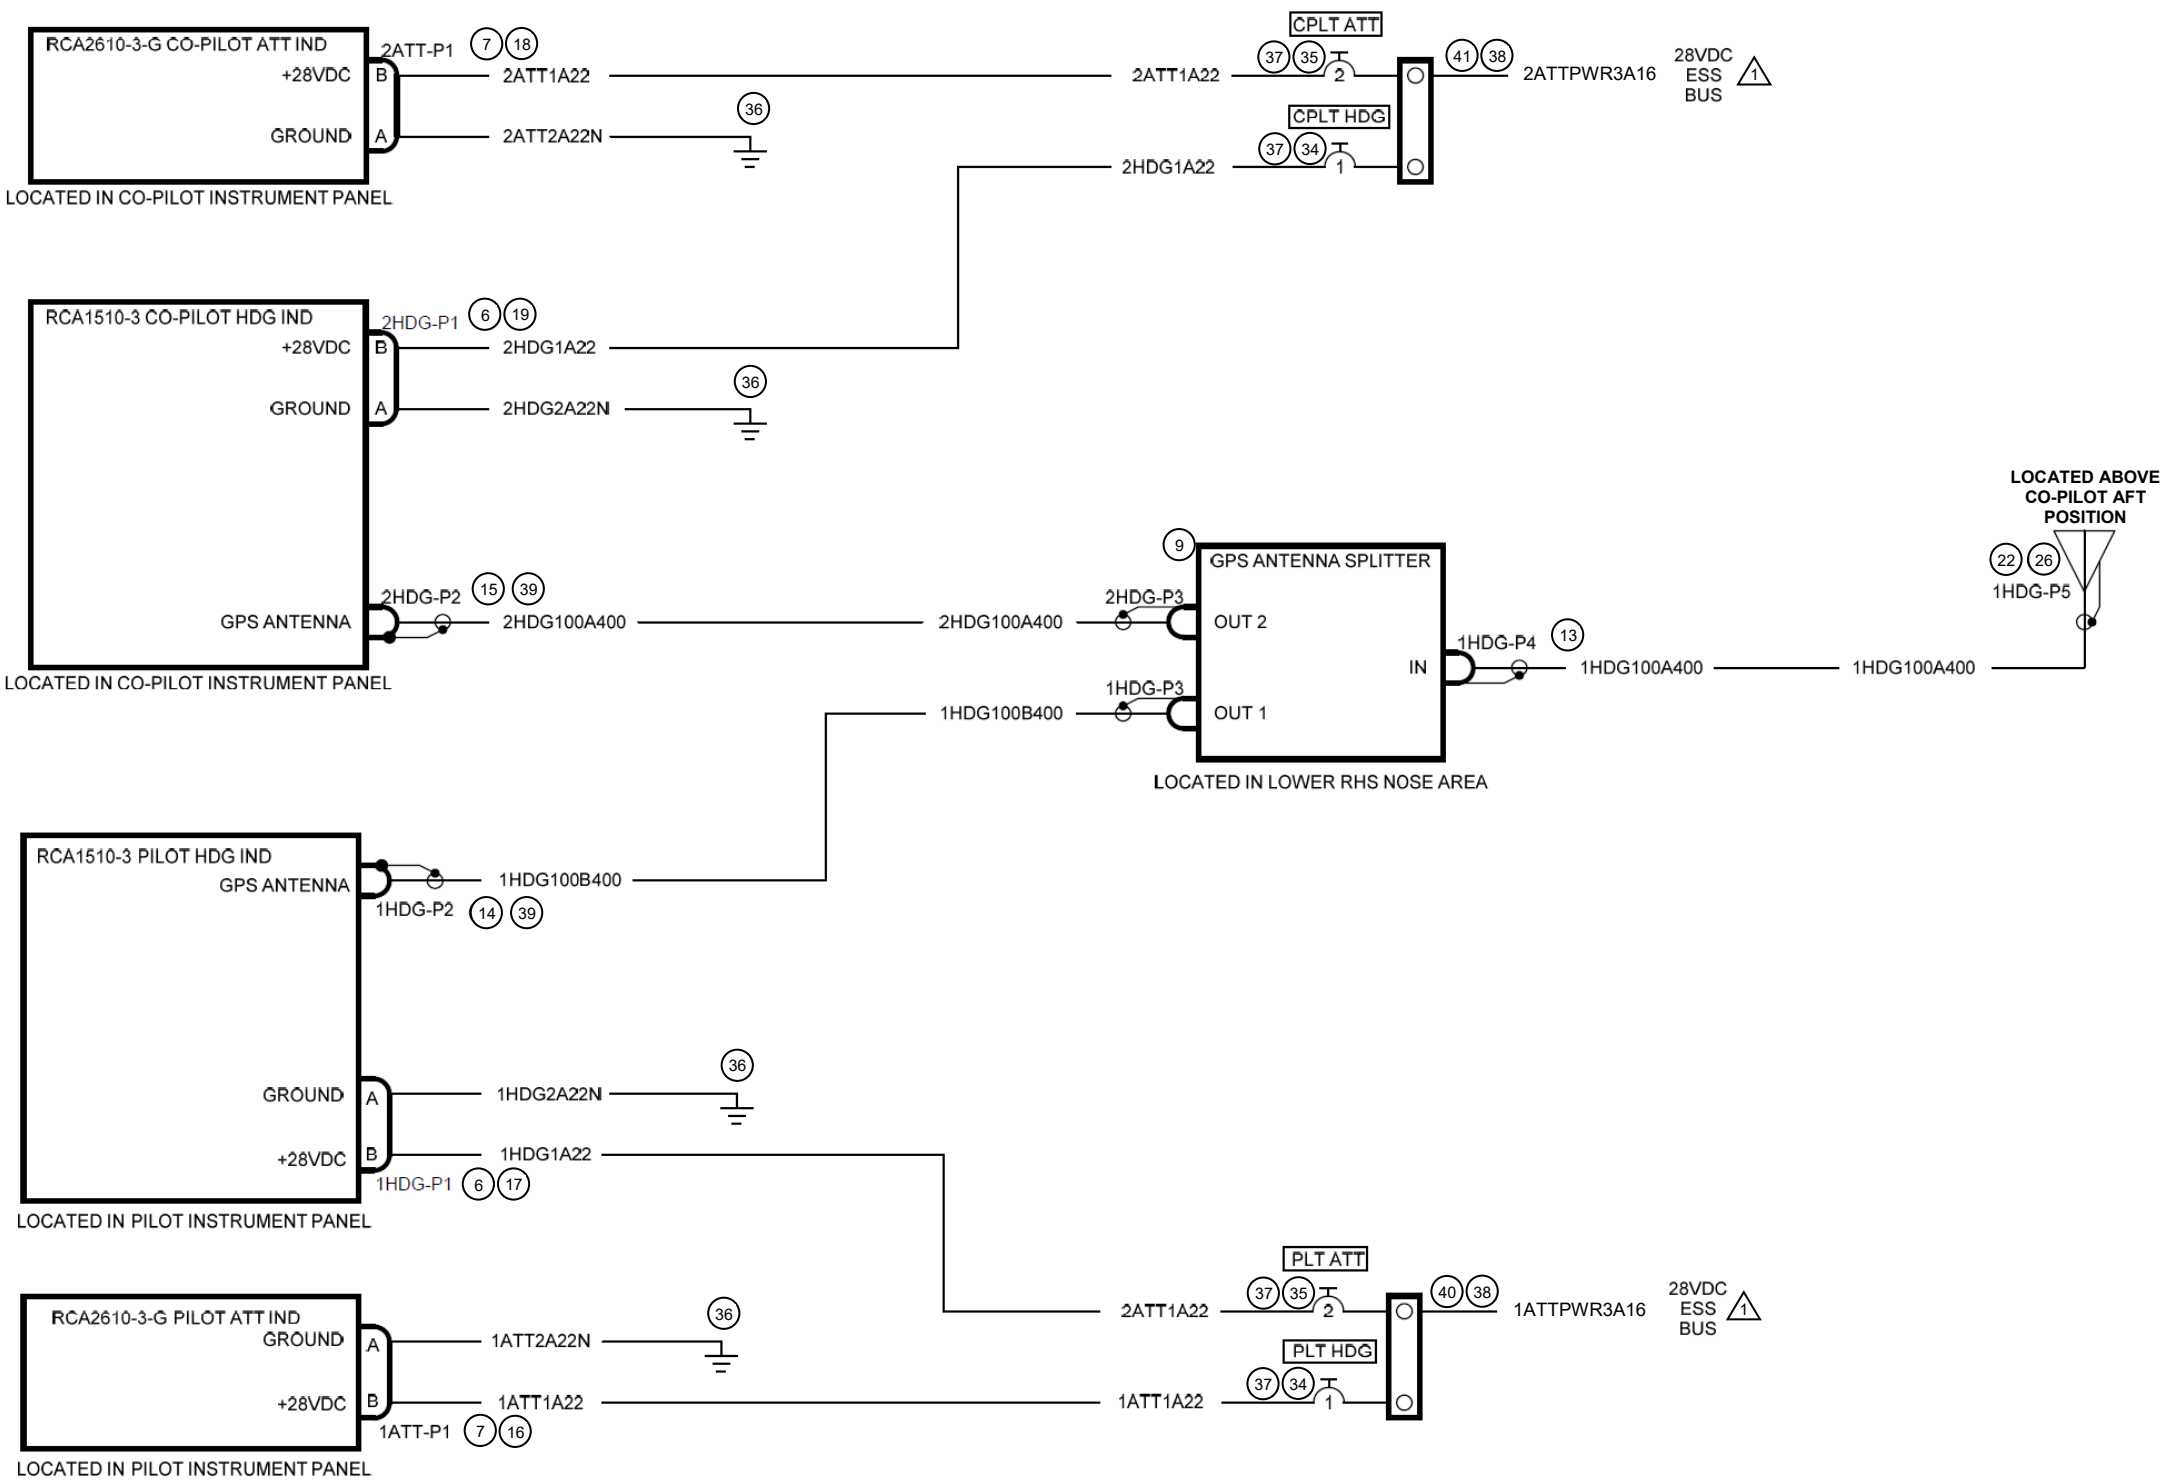 RCA2610-3-G CO-PILOT ATT IND
+28VDC
GROUND
B
A
2ATT-P1
7 18
2ATT1A22
2ATT2A22N
36
LOCATED IN CO-PILOT INSTRUMENT PANEL
CPLT ATT
37 35
2
2ATT1A22
CPLT HDG
37 34
1
2HDG1A22
41 38
2ATTPWR3A16
28VDC
ESS
BUS
1
RCA1510-3 CO-PILOT HDG IND
+28VDC
GROUND
B
A
2HDG-P1
6 19
2HDG1A22
2HDG2A22N
36
GPS ANTENNA
2HDG-P2
15 39
2HDG100A400
LOCATED IN CO-PILOT INSTRUMENT PANEL
9
GPS ANTENNA SPLITTER
2HDG-P3
2HDG100A400
OUT 2
1HDG-P3
1HDG100B400
OUT 1
IN
1HDG-P4
13
1HDG100A400
1HDG100A400
LOCATED IN LOWER RHS NOSE AREA
LOCATED ABOVE
CO-PILOT AFT
POSITION
22 26
1HDG-P5
RCA1510-3 PILOT HDG IND
GPS ANTENNA
1HDG100B400
1HDG-P2
14 39
GROUND
A
1HDG2A22N
36
+28VDC
B
1HDG1A22
1HDG-P1
6 17
LOCATED IN PILOT INSTRUMENT PANEL
RCA2610-3-G PILOT ATT IND
GROUND
A
1ATT2A22N
36
+28VDC
B
1ATT1A22
1ATT-P1
7 16
LOCATED IN PILOT INSTRUMENT PANEL
PLT ATT
37 35
2
2ATT1A22
PLT HDG
37 34
1
1ATT1A22
40 38
1ATTPWR3A16
28VDC
ESS
BUS
1